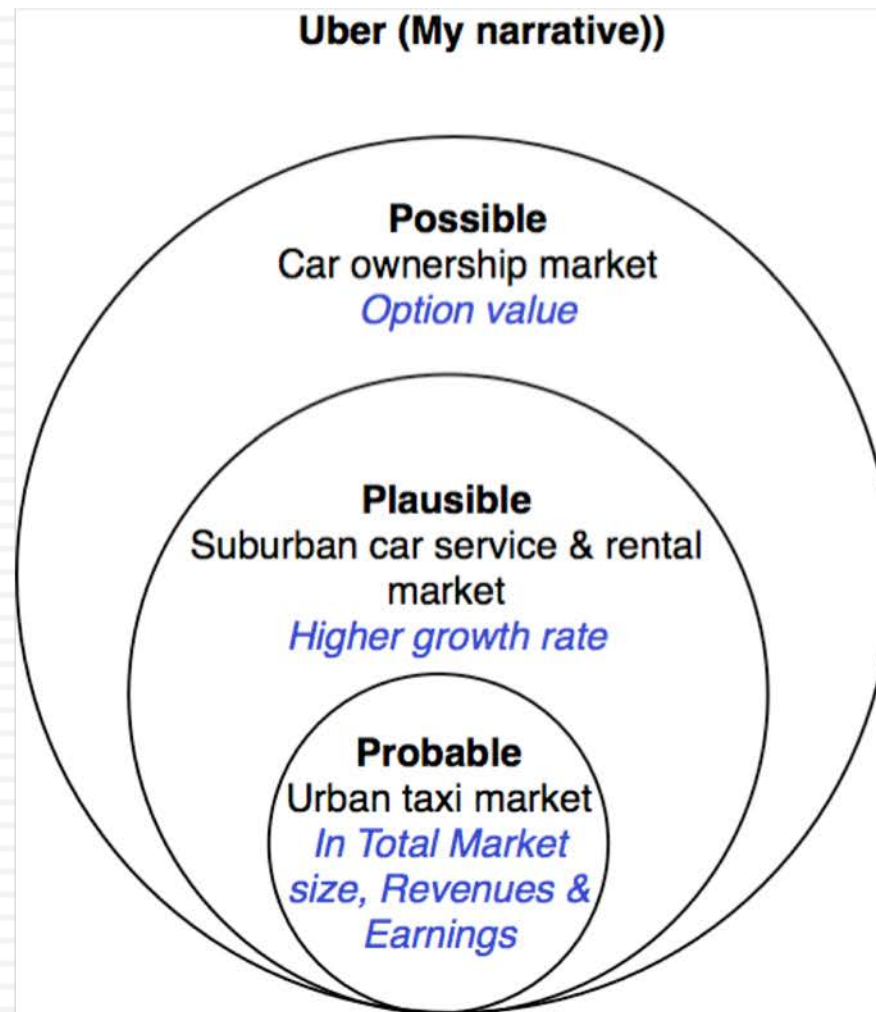 Uber (My narrative))
Possible
Car ownership market
Option value
Plausible
Suburban car service & rental
market
Higher growth rate
Probable
Urban taxi market
In Total Market
size, Revenues &
Earnings